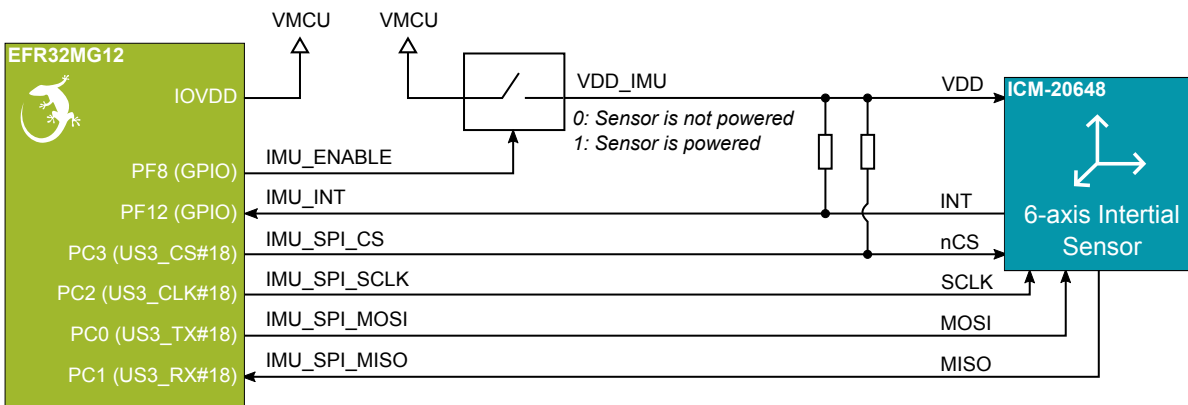 VMCU
VMCU
EFR32MG12
IOVDD
VDD_IMU
VDD
ICM-20648
0: Sensor is not powered
1: Sensor is powered
PF8 (GPIO)
IMU_ENABLE
PF12 (GPIO)
IMU_INT
INT
6-axis Intertial
Sensor
PC3 (US3_CS#18)
IMU_SPI_CS
nCS
PC2 (US3_CLK#18)
IMU_SPI_SCLK
SCLK
PC0 (US3_TX#18)
IMU_SPI_MOSI
MOSI
PC1 (US3_RX#18)
IMU_SPI_MISO
MISO